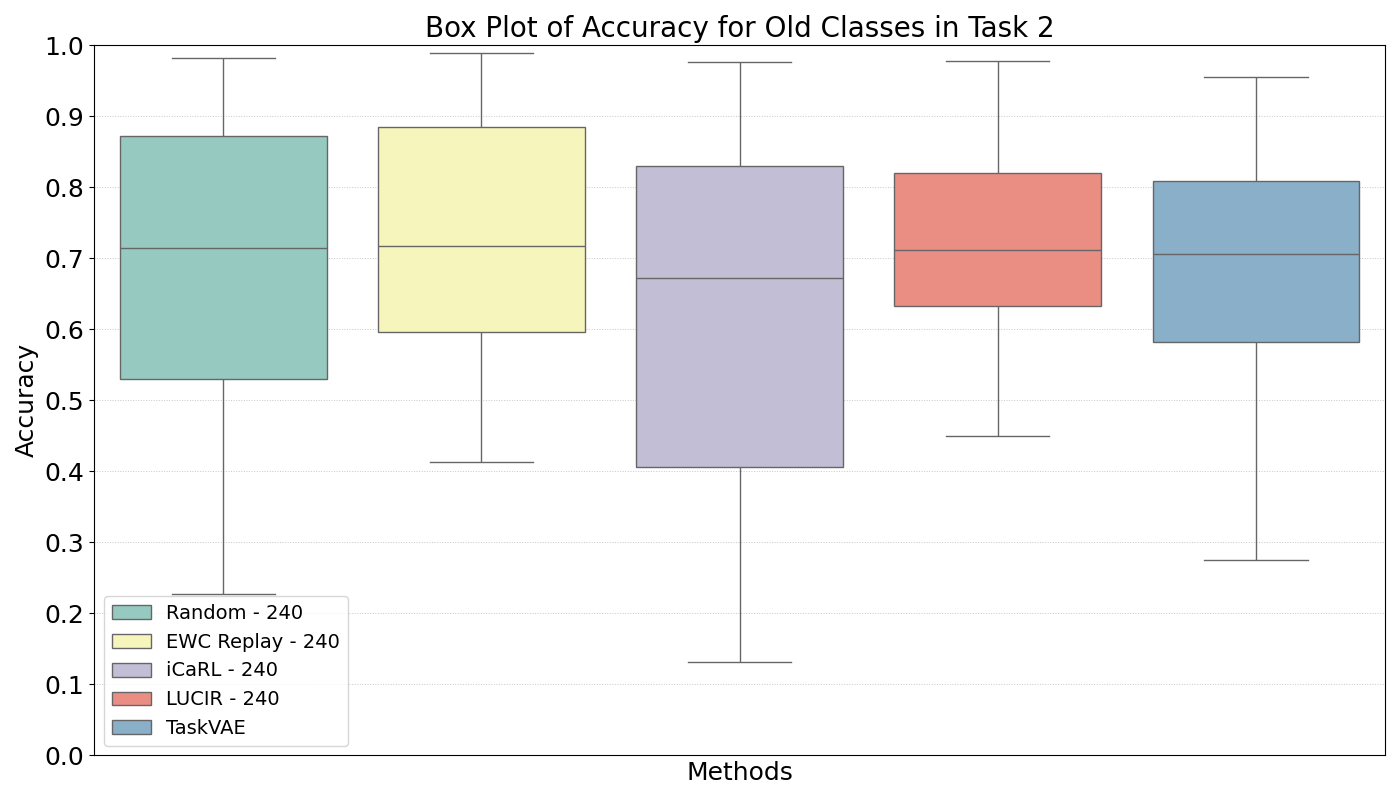 Box Plot of Accuracy for Old Classes in Task 2
1.0
0.9
0.8
0.7
0.6
0.5
0.4
0.3
0.2
0.1
0.0
Accuracy
Random - 240
EWC Replay - 240
iCaRL - 240
LUCIR - 240
TaskVAE
Methods